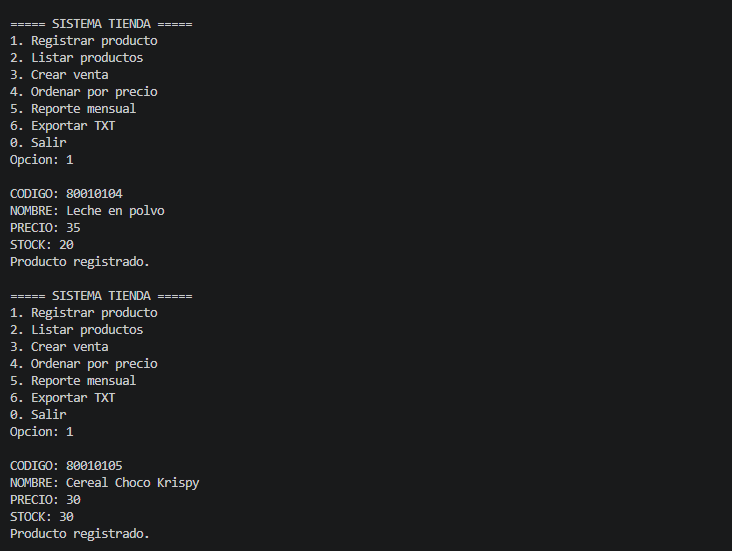 ===== SISTEMA TIENDA =====
1. Registrar producto
2. Listar productos
3. Crear venta
4. Ordenar por precio
5. Reporte mensual
6. Exportar TXT
0. Salir
Opcion: 1
CODIGO: 80010104
NOMBRE: Leche en polvo
PRECIO: 35
STOCK: 20
Producto registrado.
===== SISTEMA TIENDA =====
1. Registrar producto
2. Listar productos
3. Crear venta
4. Ordenar por precio
5. Reporte mensual
6. Exportar TXT
0. Salir
Opcion: 1
CODIGO: 80010105
NOMBRE: Cereal Choco Krispy
PRECIO: 30
STOCK: 30
Producto registrado.